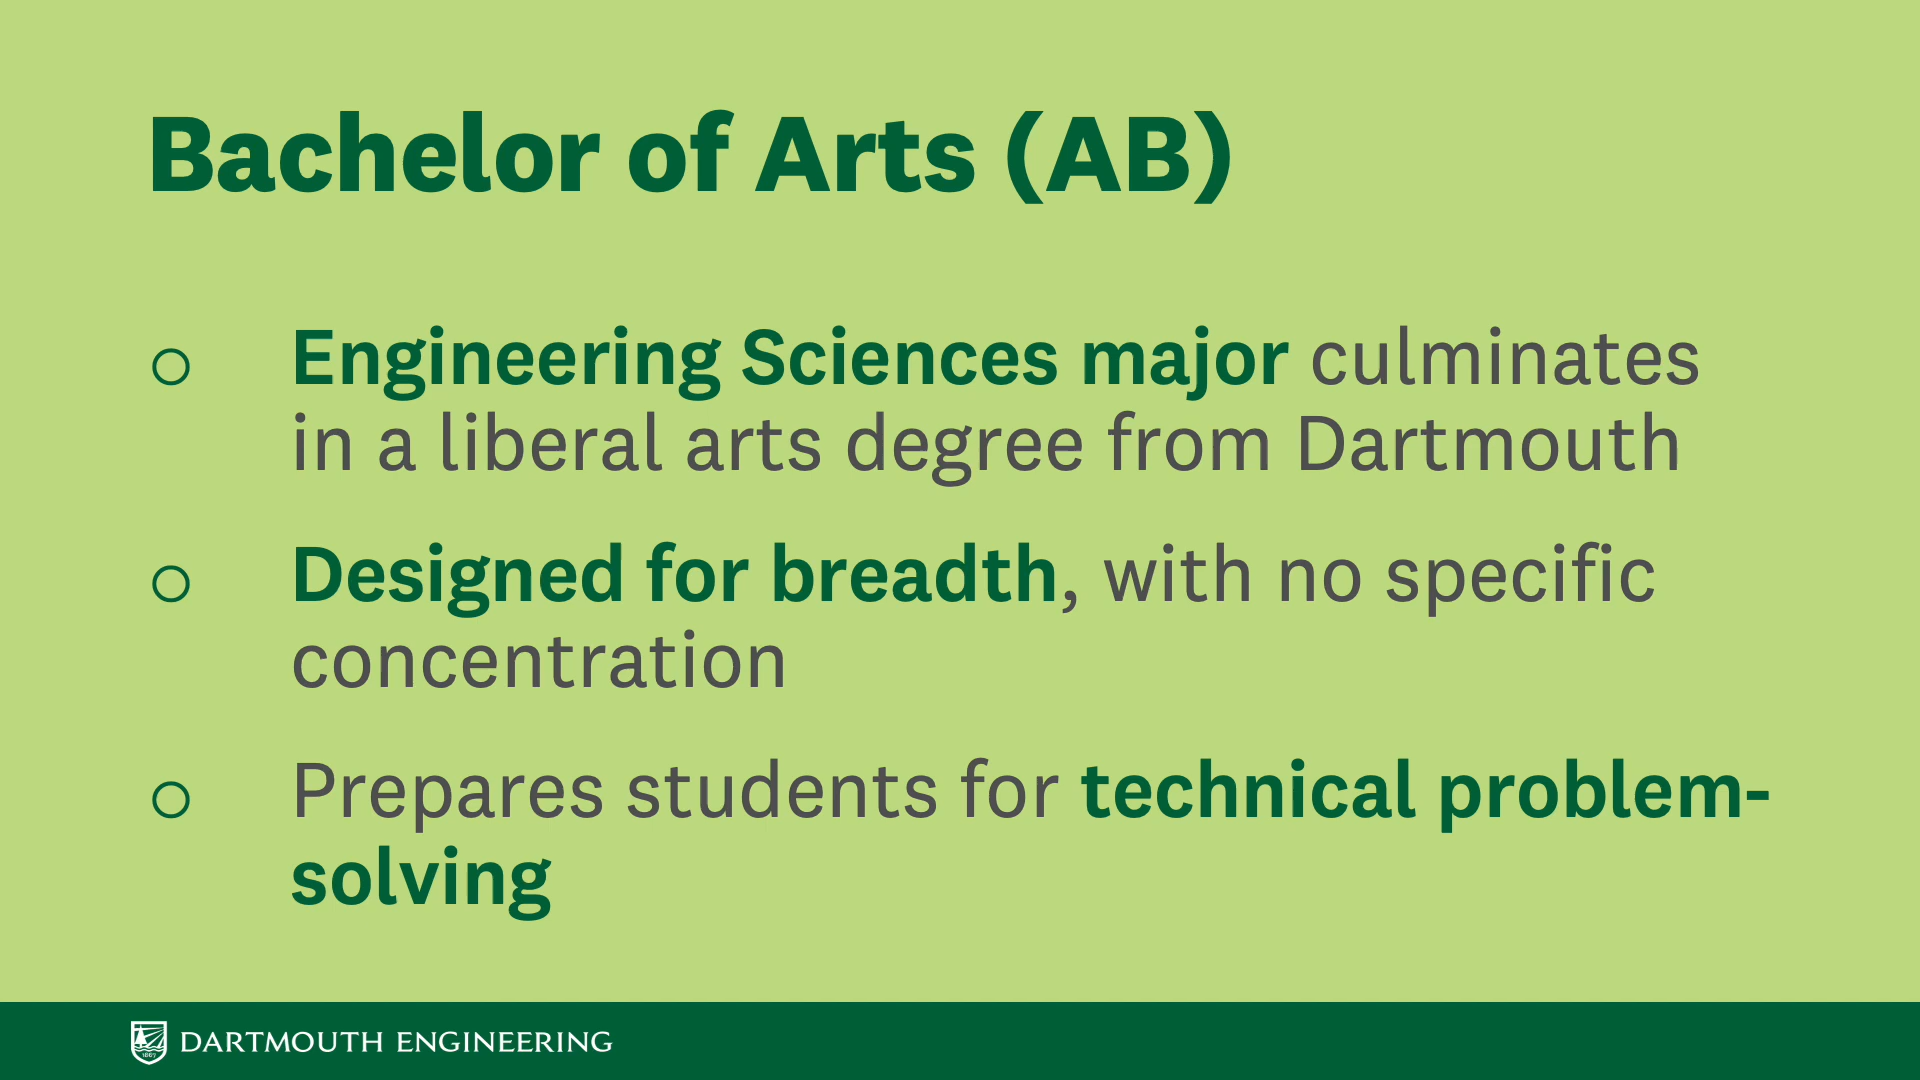 Bachelor of Arts (AB)
Engineering Sciences major culminates
in a liberal arts degree from Dartmouth
Designed for breadth, with no specific
concentration
Prepares students for technical problem-
solving
DARTMOUTH ENGINEERING